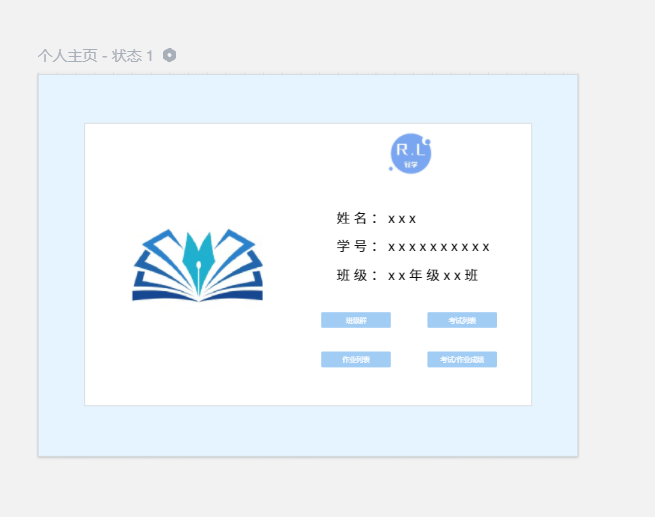 个人主页 - 状态 1
R.L
轻学
姓名：xxx
学号：xxxxxxxxxx
班级：xx年级xx班
班级群 考试列表
作业列表 考试/作业成绩